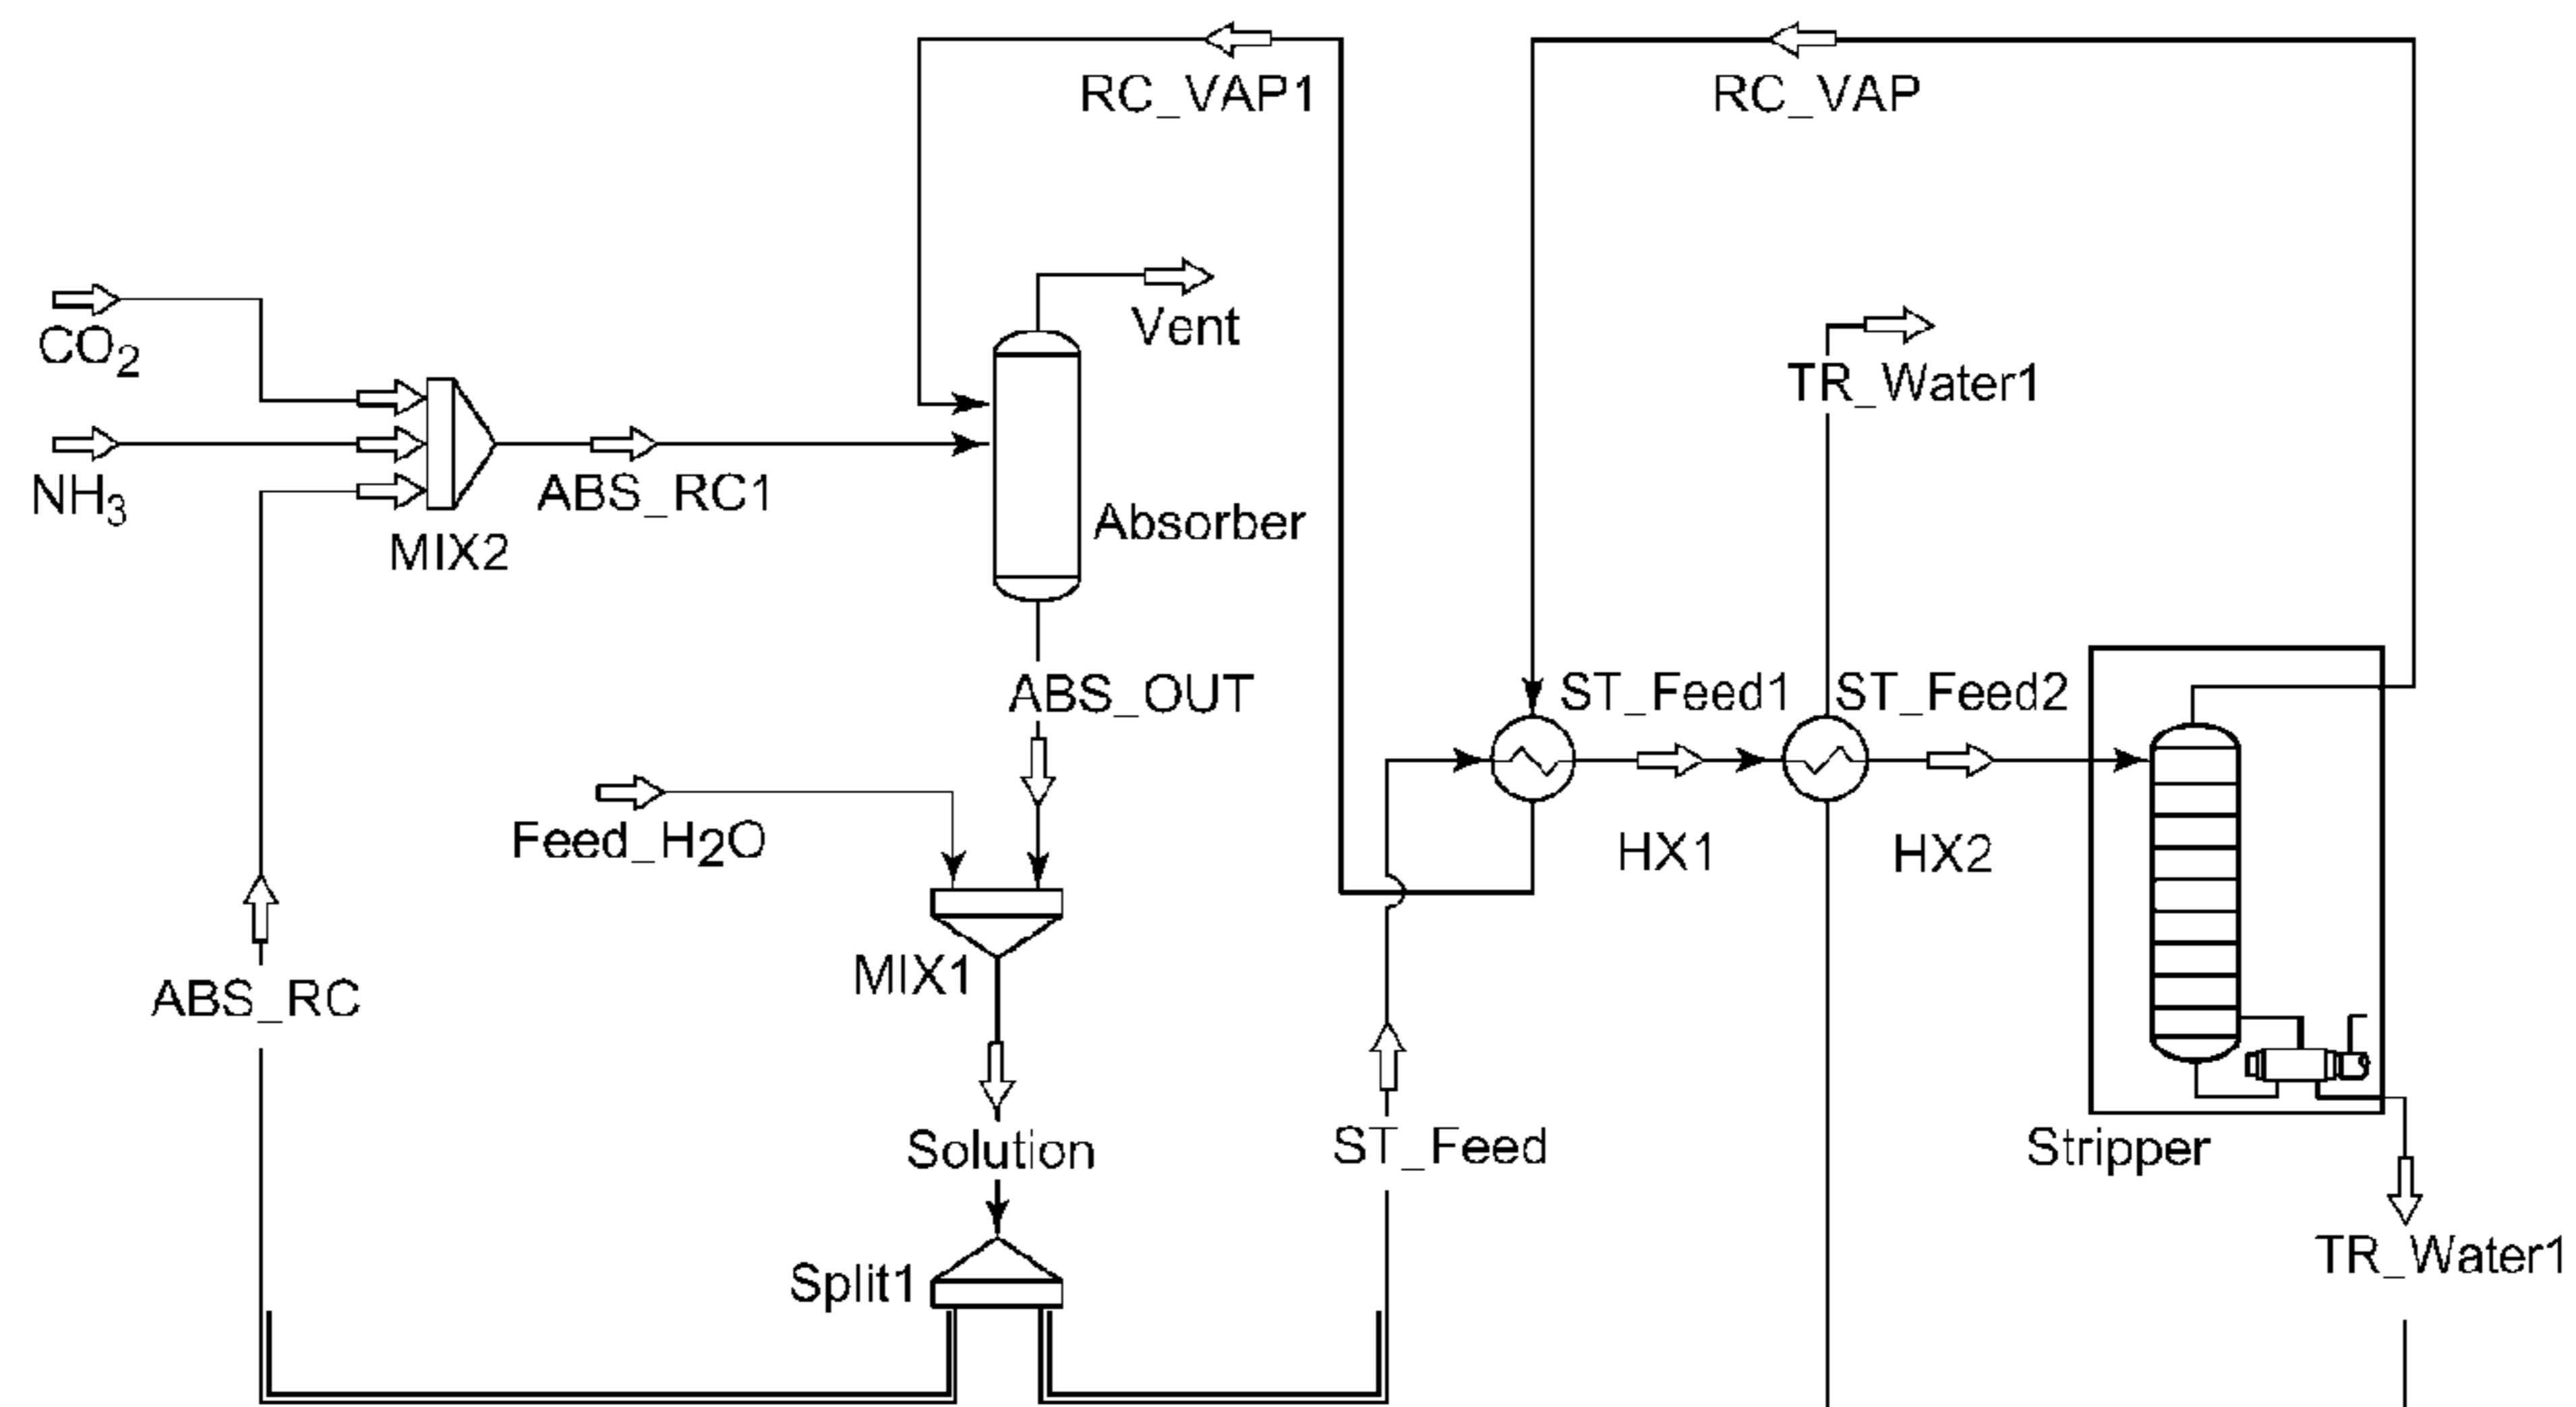 RC_VAP1
RC_VAP
Vent
CO2
TR_Water1
NH3
ABS_RC1
MIX2
Absorber
ABS_OUT
ST_Feed1
ST_Feed2
Feed_H2O
HX1
HX2
MIX1
ABS_RC
Solution
ST_Feed
Stripper
Split1
TR_Water1